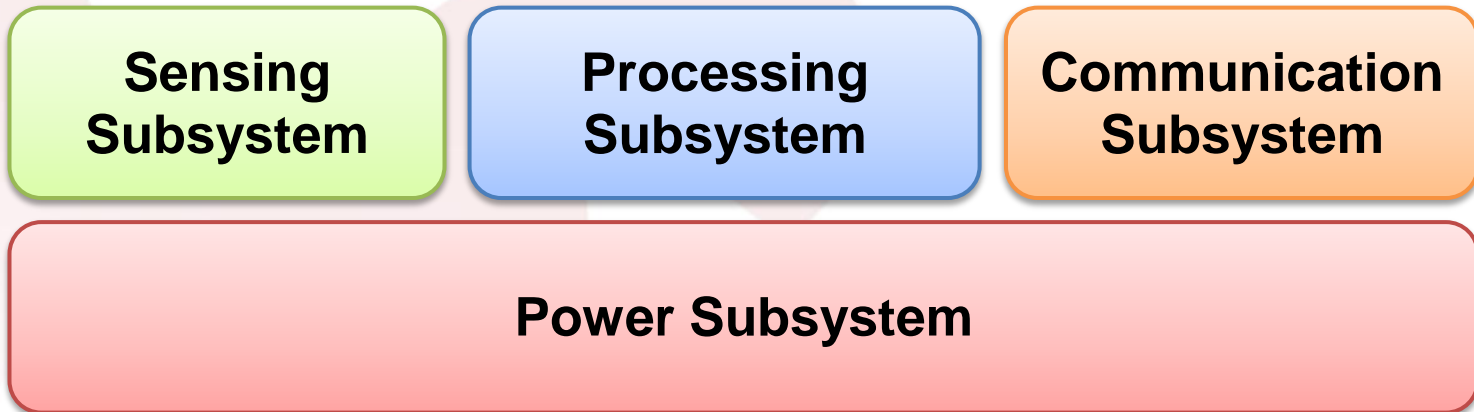 Sensing
Subsystem
Processing
Subsystem
Communication
Subsystem
Power Subsystem